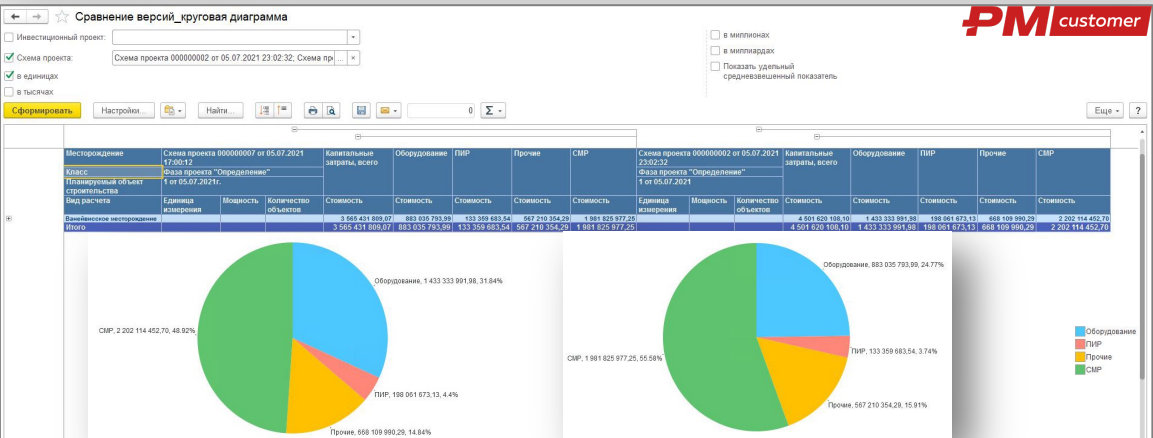 Сравнение версий_круговая диаграмма
PM customer
Инвестиционный проект:
в миллионах
в миллиардах
Схема проекта: Схема проекта 000000002 от 05.07.2021 23:02:32; Схема пр ... ×
Показать удельный
средневзвешенный показатель
в единицах
в тысячах
Сформировать Настройки... Найти... 0 Σ Еще ?
Месторождение Схема проекта 000000007 от 05.07.2021 17:00:12 Капитальные затраты, всего Оборудование ПИР Прочие СМР Схема проекта 000000002 от 05.07.2021 23:02:32 Капитальные затраты, всего Оборудование ПИР Прочие СМР
Класс Фаза проекта "Определение" Фаза проекта "Определение"
Планируемый объект строительства 1 от 05.07.2021г. 1 от 05.07.2021
Вид расчета Единица измерения Мощность Количество объектов Стоимость Стоимость Стоимость Стоимость Стоимость Единица измерения Мощность Количество объектов Стоимость Стоимость Стоимость Стоимость Стоимость
Ванейвисское месторождение 3 565 431 809,07 883 035 793,99 133 359 683,54 567 210 354,29 1 981 825 977,25 4 501 620 108,10 1 433 333 991,98 198 061 673,13 668 109 990,29 2 202 114 452,70
Итого 3 565 431 809,07 883 035 793,99 133 359 683,54 567 210 354,29 1 981 825 977,25 4 501 620 108,10 1 433 333 991,98 198 061 673,13 668 109 990,29 2 202 114 452,70
Оборудование, 1 433 333 991,98, 31.84%
СМР, 2 202 114 452,70, 48.92%
ПИР, 198 061 673,13, 4.4%
Прочие, 668 109 990,29, 14.84%
Оборудование, 883 035 793,99, 24.77%
ПИР, 133 359 683,54, 3.74%
СМР, 1 981 825 977,25, 55.58%
Прочие, 567 210 354,29, 15.91%
Оборудование
ПИР
Прочие
СМР